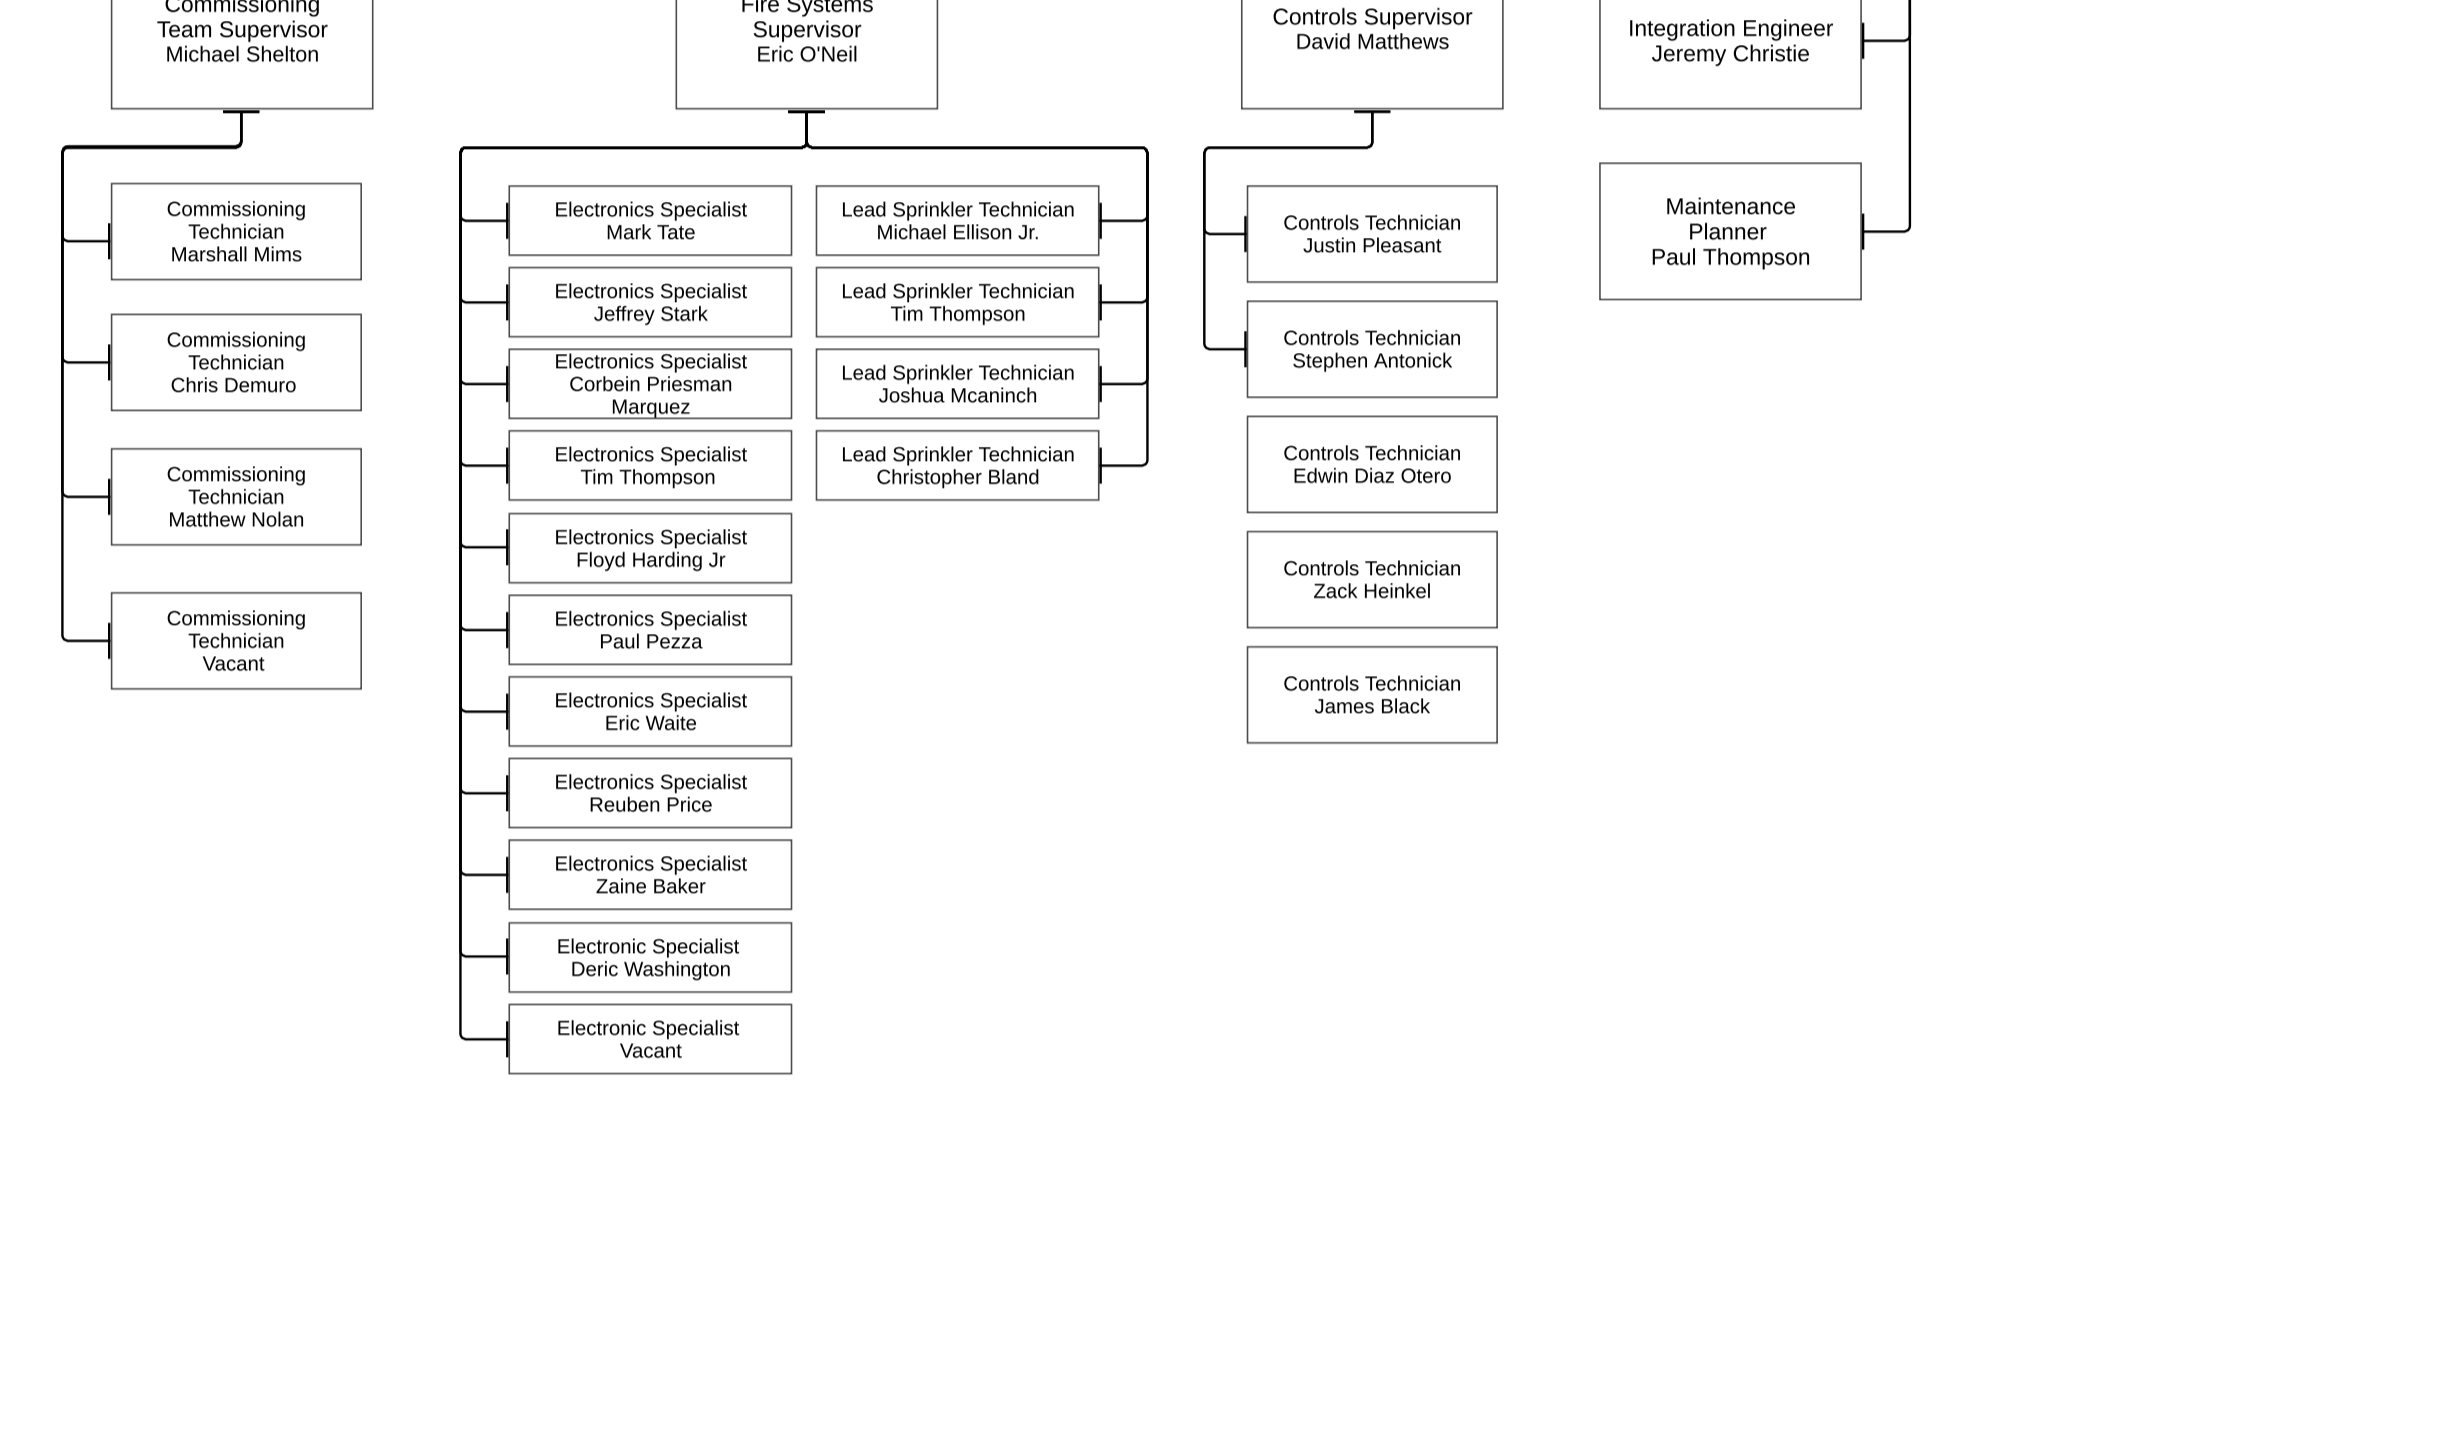 Commissioning
Team Supervisor
Michael Shelton
Fire Systems
Supervisor
Eric O'Neil
Controls Supervisor
David Matthews
Integration Engineer
Jeremy Christie
Commissioning
Technician
Marshall Mims
Commissioning
Technician
Chris Demuro
Commissioning
Technician
Matthew Nolan
Commissioning
Technician
Vacant
Electronics Specialist
Mark Tate
Electronics Specialist
Jeffrey Stark
Electronics Specialist
Corbein Priesman
Marquez
Electronics Specialist
Tim Thompson
Electronics Specialist
Floyd Harding Jr
Electronics Specialist
Paul Pezza
Electronics Specialist
Eric Waite
Electronics Specialist
Reuben Price
Electronics Specialist
Zaine Baker
Electronic Specialist
Deric Washington
Electronic Specialist
Vacant
Lead Sprinkler Technician
Michael Ellison Jr.
Lead Sprinkler Technician
Tim Thompson
Lead Sprinkler Technician
Joshua Mcaninch
Lead Sprinkler Technician
Christopher Bland
Controls Technician
Justin Pleasant
Controls Technician
Stephen Antonick
Controls Technician
Edwin Diaz Otero
Controls Technician
Zack Heinkel
Controls Technician
James Black
Maintenance
Planner
Paul Thompson